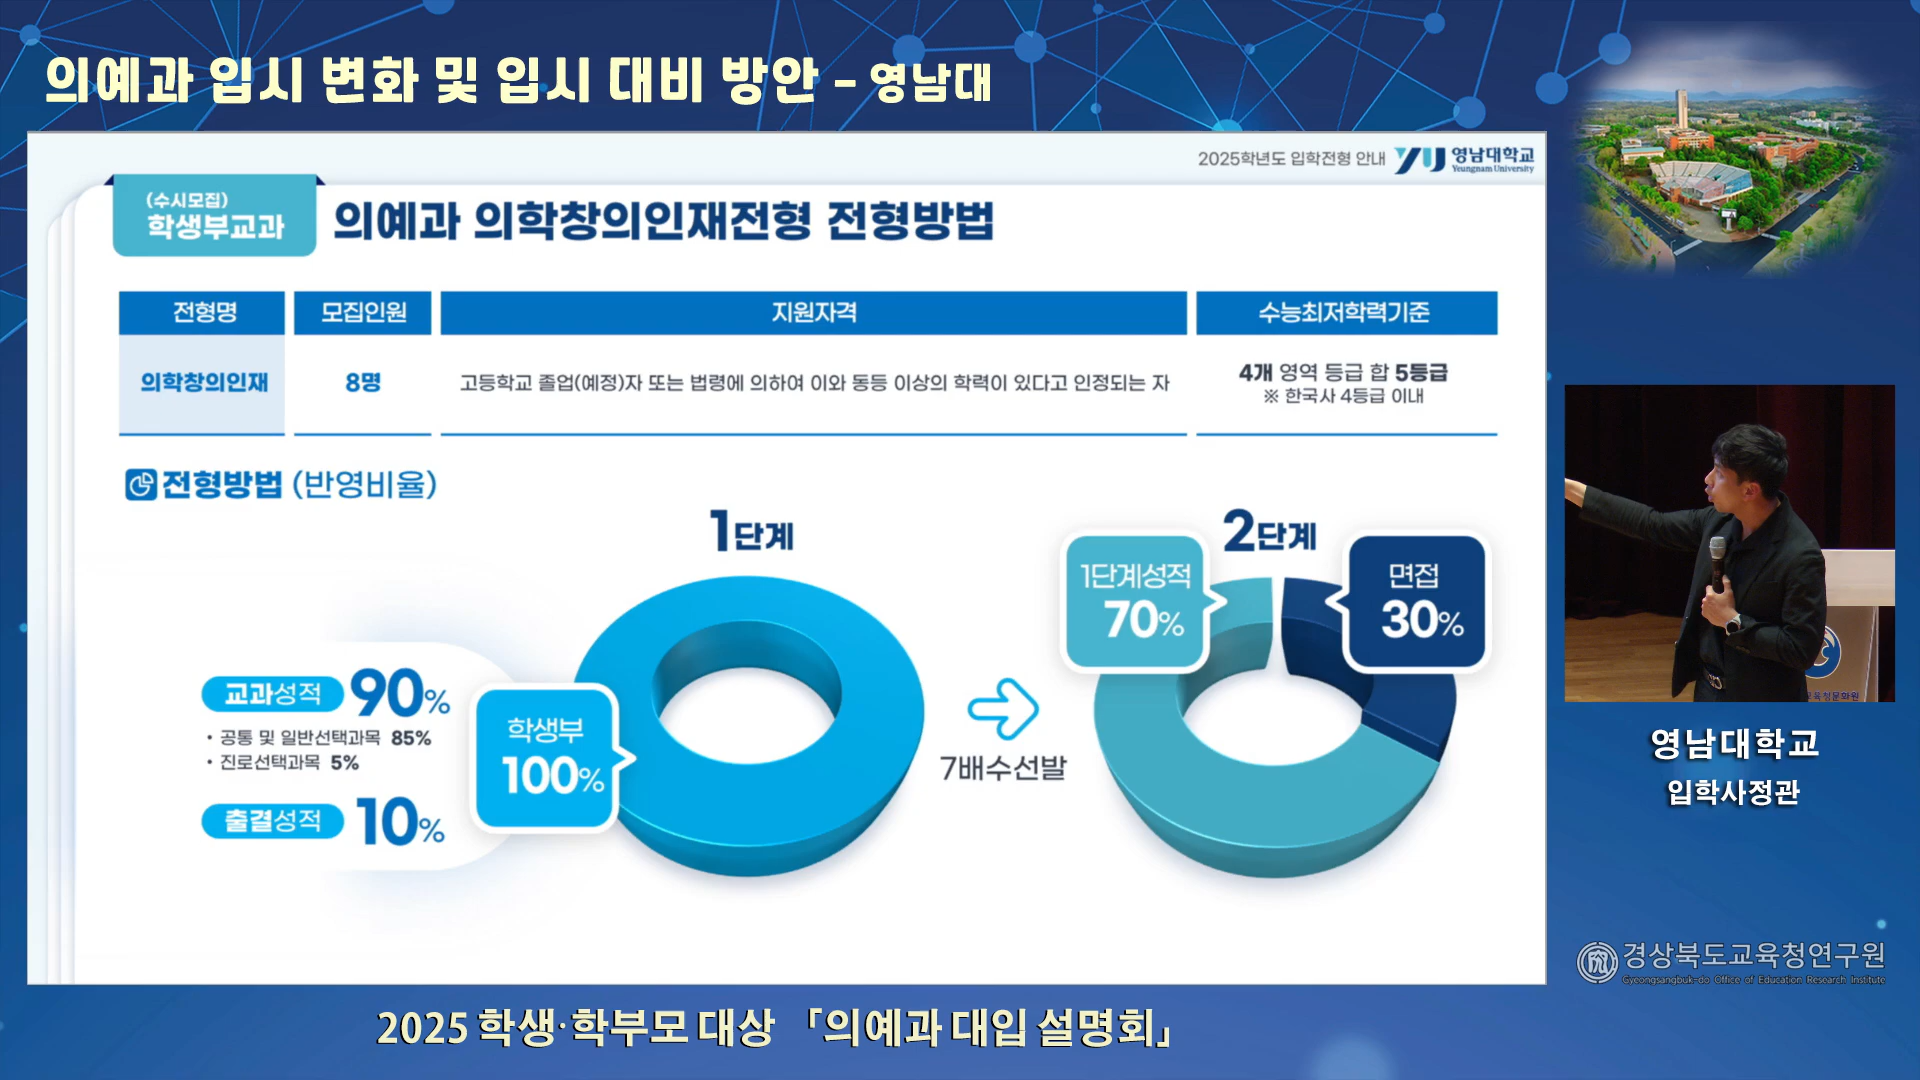 의예과 입시 변화 및 입시 대비 방안 - 영남대
2025학년도 입학전형 안내
YU 영남대학교
Yeungnam University
(수시모집)
학생부교과
의예과 의학창의인재전형 전형방법
전형명 모집인원 지원자격 수능최저학력기준
의학창의인재 8명 고등학교 졸업(예정)자 또는 법령에 의하여 이와 동등 이상의 학력이 있다고 인정되는 자 4개 영역 등급 합 5등급
※ 한국사 4등급 이내
전형방법 (반영비율)
1단계
교과성적 90%
• 공통 및 일반선택과목 85%
• 진로선택과목 5%
출결성적 10%
학생부
100%
7배수선발
2단계
1단계성적
70%
면접
30%
영남대학교
입학사정관
경상북도교육청연구원
Gyeongsangbuk-do Office of Education Research Institute
2025 학생·학부모 대상 「의예과 대입 설명회」